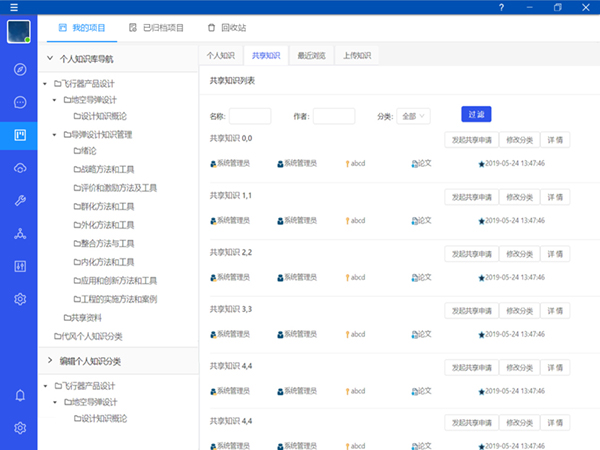 我的项目 已归档项目 回收站
个人知识库导航
飞行器产品设计
地空导弹设计
设计知识概论
导弹设计知识管理
绪论
战略方法和工具
评价和激励方法及工具
群化方法和工具
外化方法和工具
整合方法与工具
内化方法和工具
应用和创新方法和工具
工程的实施方法和案例
共享资料
代风个人知识分类
编辑个人知识分类
飞行器产品设计
地空导弹设计
设计知识概论
个人知识 共享知识 最近浏览 上传知识
共享知识列表
名称: 作者: 分类: 全部 过 滤
共享知识 0,0 发起共享申请 修改分类 详 情
系统管理员 系统管理员 abcd 论文 2019-05-24 13:47:46
共享知识 1,1 发起共享申请 修改分类 详 情
系统管理员 系统管理员 abcd 论文 2019-05-24 13:47:46
共享知识 2,2 发起共享申请 修改分类 详 情
系统管理员 系统管理员 abcd 论文 2019-05-24 13:47:46
共享知识 3,3 发起共享申请 修改分类 详 情
系统管理员 系统管理员 abcd 论文 2019-05-24 13:47:46
共享知识 4,4 发起共享申请 修改分类 详 情
系统管理员 系统管理员 abcd 论文 2019-05-24 13:47:46
共享知识 4,4 发起共享申请 修改分类 详 情
系统管理员 系统管理员 abcd 论文 2019-05-24 13:47:46